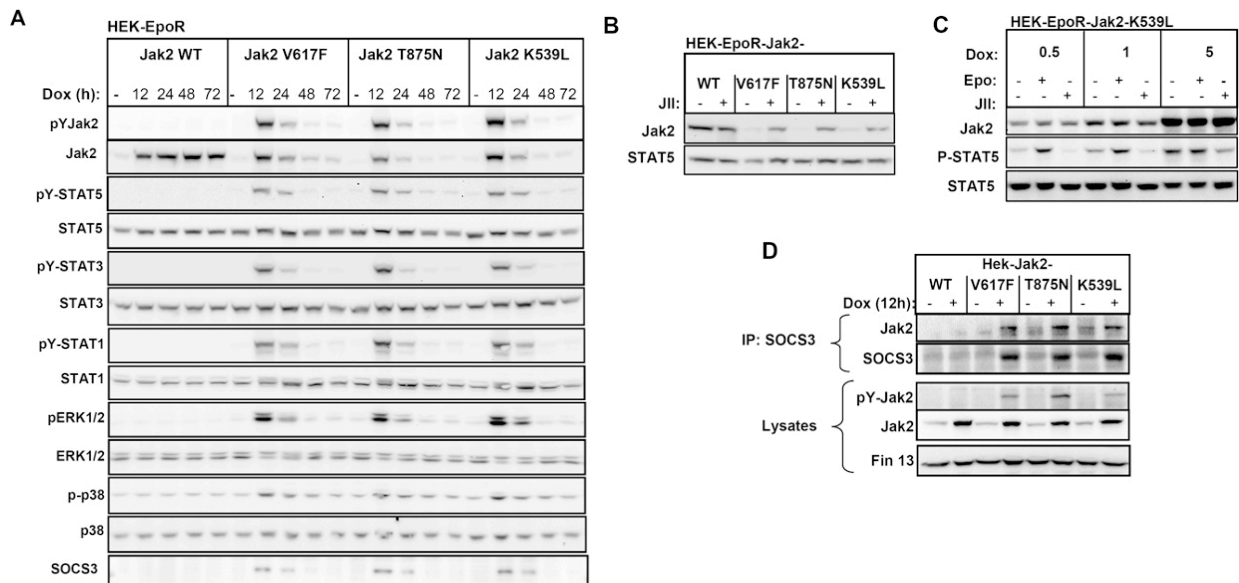 A
HEK-EpoR
Jak2 WT Jak2 V617F Jak2 T875N Jak2 K539L
Dox (h): - 12 24 48 72 - 12 24 48 72 - 12 24 48 72 - 12 24 48 72
pYJak2
Jak2
pY-STAT5
STAT5
pY-STAT3
STAT3
pY-STAT1
STAT1
pERK1/2
ERK1/2
p-p38
p38
SOCS3
B
HEK-EpoR-Jak2-
WT V617F T875N K539L
JII: - + - + - + - +
Jak2
STAT5
C
HEK-EpoR-Jak2-K539L
Dox: 0.5 1 5
Epo: - + - - + - - + -
JII: - - + - - + - - +
Jak2
P-STAT5
STAT5
D
Hek-Jak2-
WT V617F T875N K539L
Dox (12h): - + - + - + - +
IP: SOCS3
Jak2
SOCS3
Lysates
pY-Jak2
Jak2
Fin 13